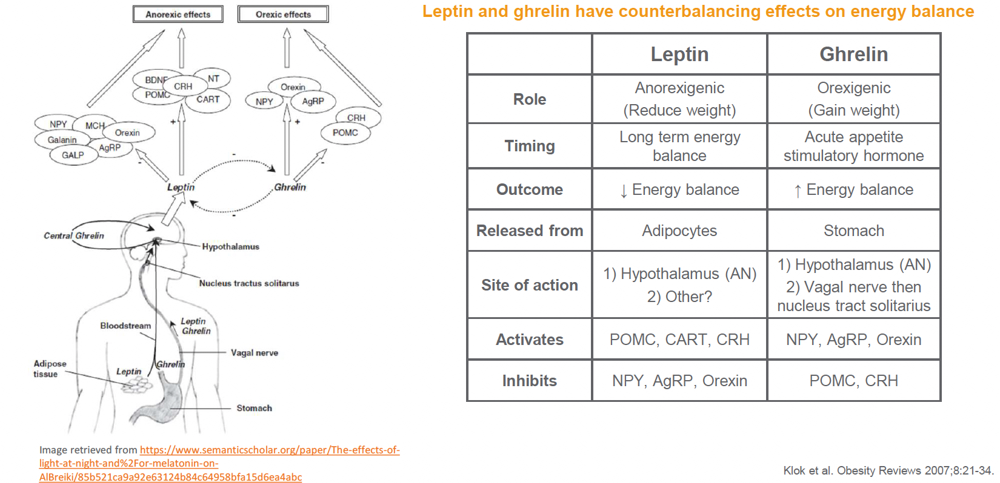 Leptin and ghrelin have counterbalancing effects on energy balance
Anorexic effects
Orexic effects
BDNF
CRH
NT
POMC
CART
Orexin
NPY
AgRP
CRH
POMC
NPY
MCH
Orexin
Galanin
AgRP
GALP
+
+
-
-
-
-
Leptin
Ghrelin
Central Ghrelin
Hypothalamus
Nucleus tractus solitarus
Bloodstream
Leptin
Ghrelin
Vagal nerve
Adipose
tissue
Leptin
Ghrelin
Stomach
Image retrieved from https://www.semanticscholar.org/paper/The-effects-of-
light-at-night-and%2For-melatonin-on-
AlBreiki/85b521ca9a92e63124b84c64958bfa15d6ea4abc
Leptin
Ghrelin
Role
Anorexigenic
(Reduce weight)
Orexigenic
(Gain weight)
Timing
Long term energy
balance
Acute appetite
stimulatory hormone
Outcome
↓ Energy balance
↑ Energy balance
Released from
Adipocytes
Stomach
Site of action
1) Hypothalamus (AN)
2) Other?
1) Hypothalamus (AN)
2) Vagal nerve then
nucleus tract solitarius
Activates
POMC, CART, CRH
NPY, AgRP, Orexin
Inhibits
NPY, AgRP, Orexin
POMC, CRH
Klok et al. Obesity Reviews 2007;8:21-34.